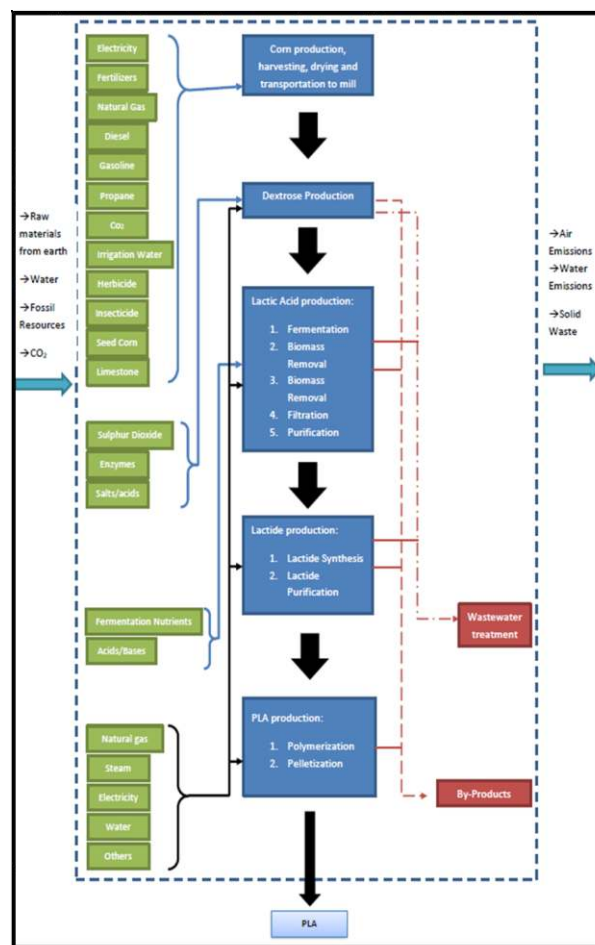 →Raw
materials
from earth
→Water
→Fossil
Resources
→CO₂
Electricity
Fertilizers
Natural Gas
Diesel
Gasoline
Propane
Co₂
Irrigation Water
Herbicide
Insecticide
Seed Corn
Limestone
Sulphur Dioxide
Enzymes
Salts/acids
Fermentation Nutrients
Acids/Bases
Natural gas
Steam
Electricity
Water
Others
Corn production,
harvesting, drying and
transportation to mill
Dextrose Production
Lactic Acid production:
1. Fermentation
2. Biomass
Removal
3. Biomass
Removal
4. Filtration
5. Purification
Lactide production:
1. Lactide Synthesis
2. Lactide
Purification
PLA production:
1. Polymerization
2. Pelletization
PLA
Wastewater
treatment
By-Products
→Air
Emissions
→Water
Emissions
→Solid
Waste